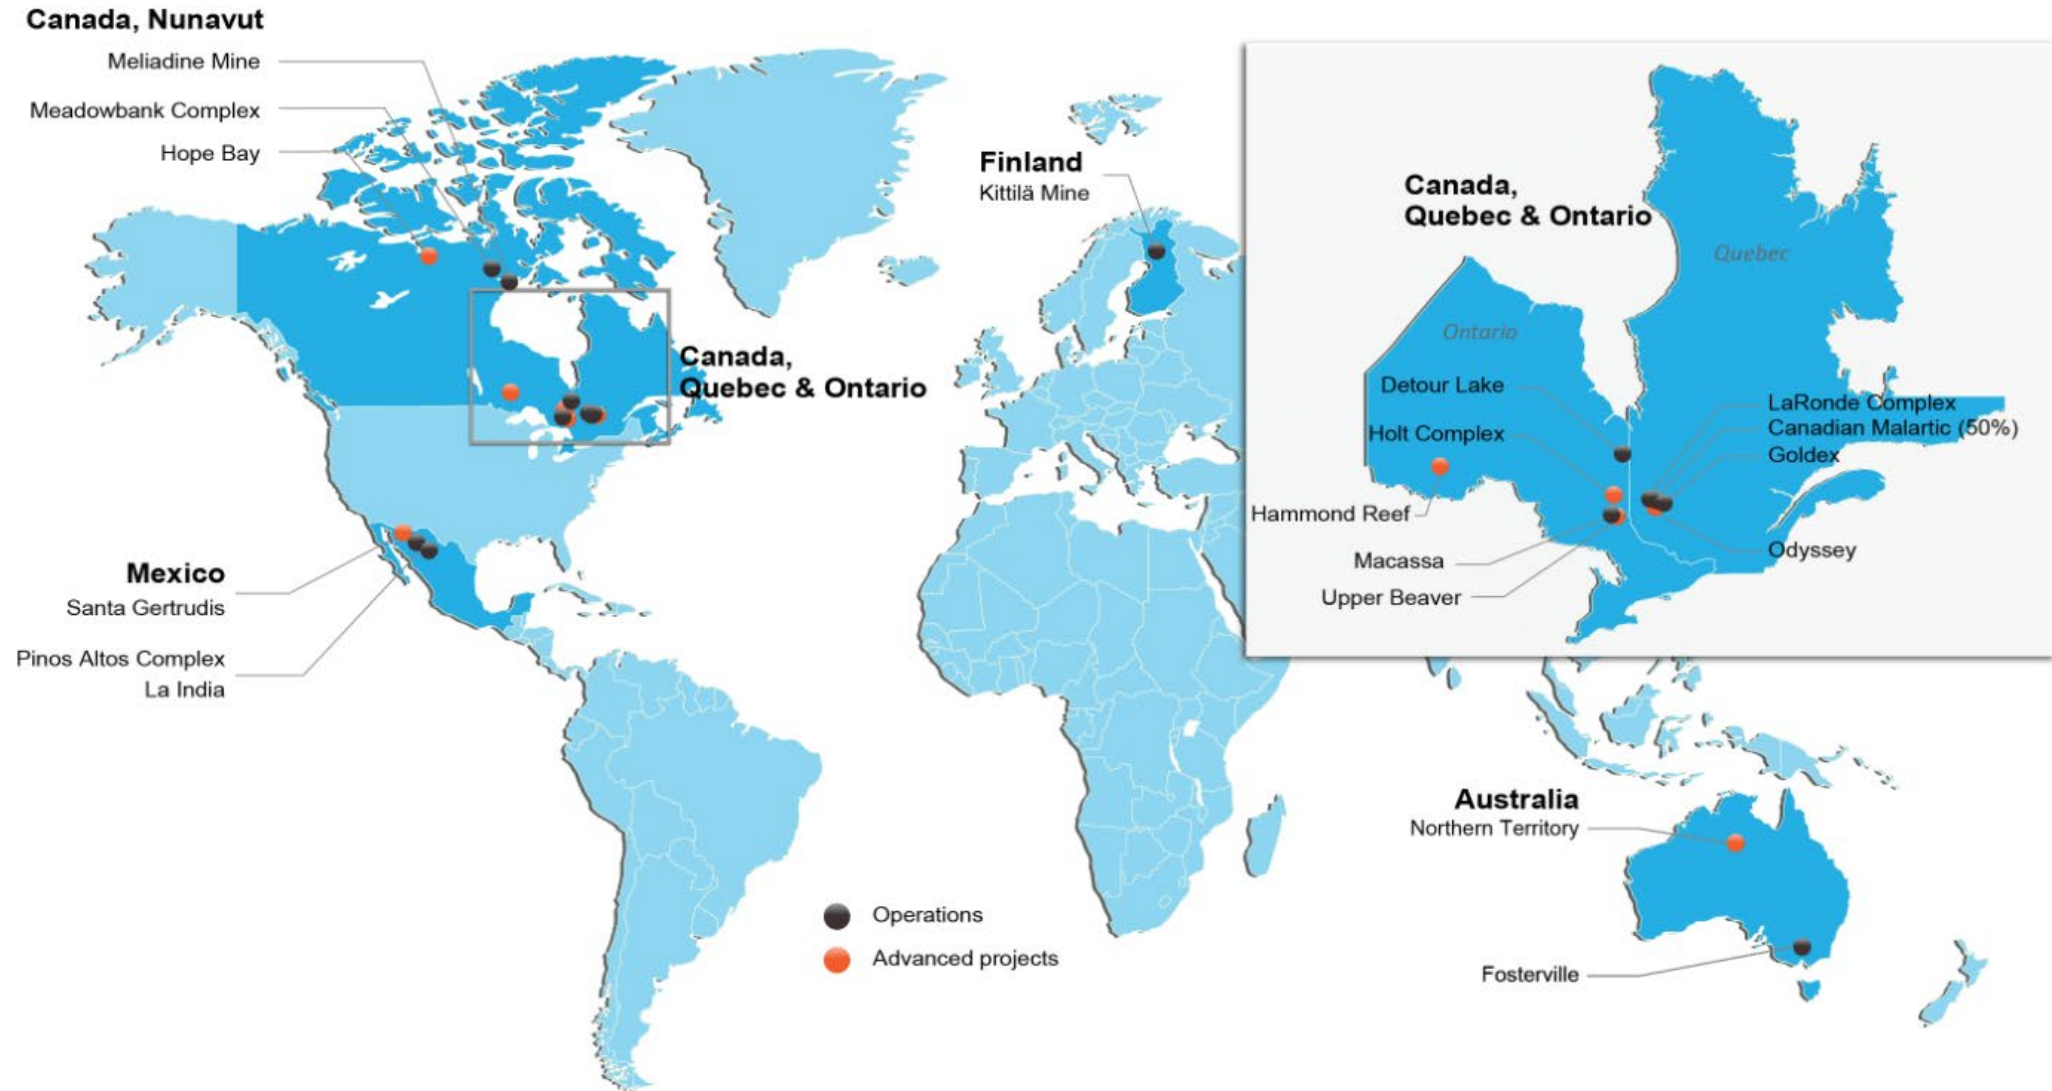 Canada, Nunavut
Meliadine Mine
Meadowbank Complex
Hope Bay
Finland
Kittilä Mine
Canada,
Quebec & Ontario
Mexico
Santa Gertrudis
Pinos Altos Complex
La India
Operations
Advanced projects
Canada,
Quebec & Ontario
Quebec
Ontario
Detour Lake
Holt Complex
Hammond Reef
Macassa
Upper Beaver
LaRonde Complex
Canadian Malartic (50%)
Goldex
Odyssey
Australia
Northern Territory
Fosterville